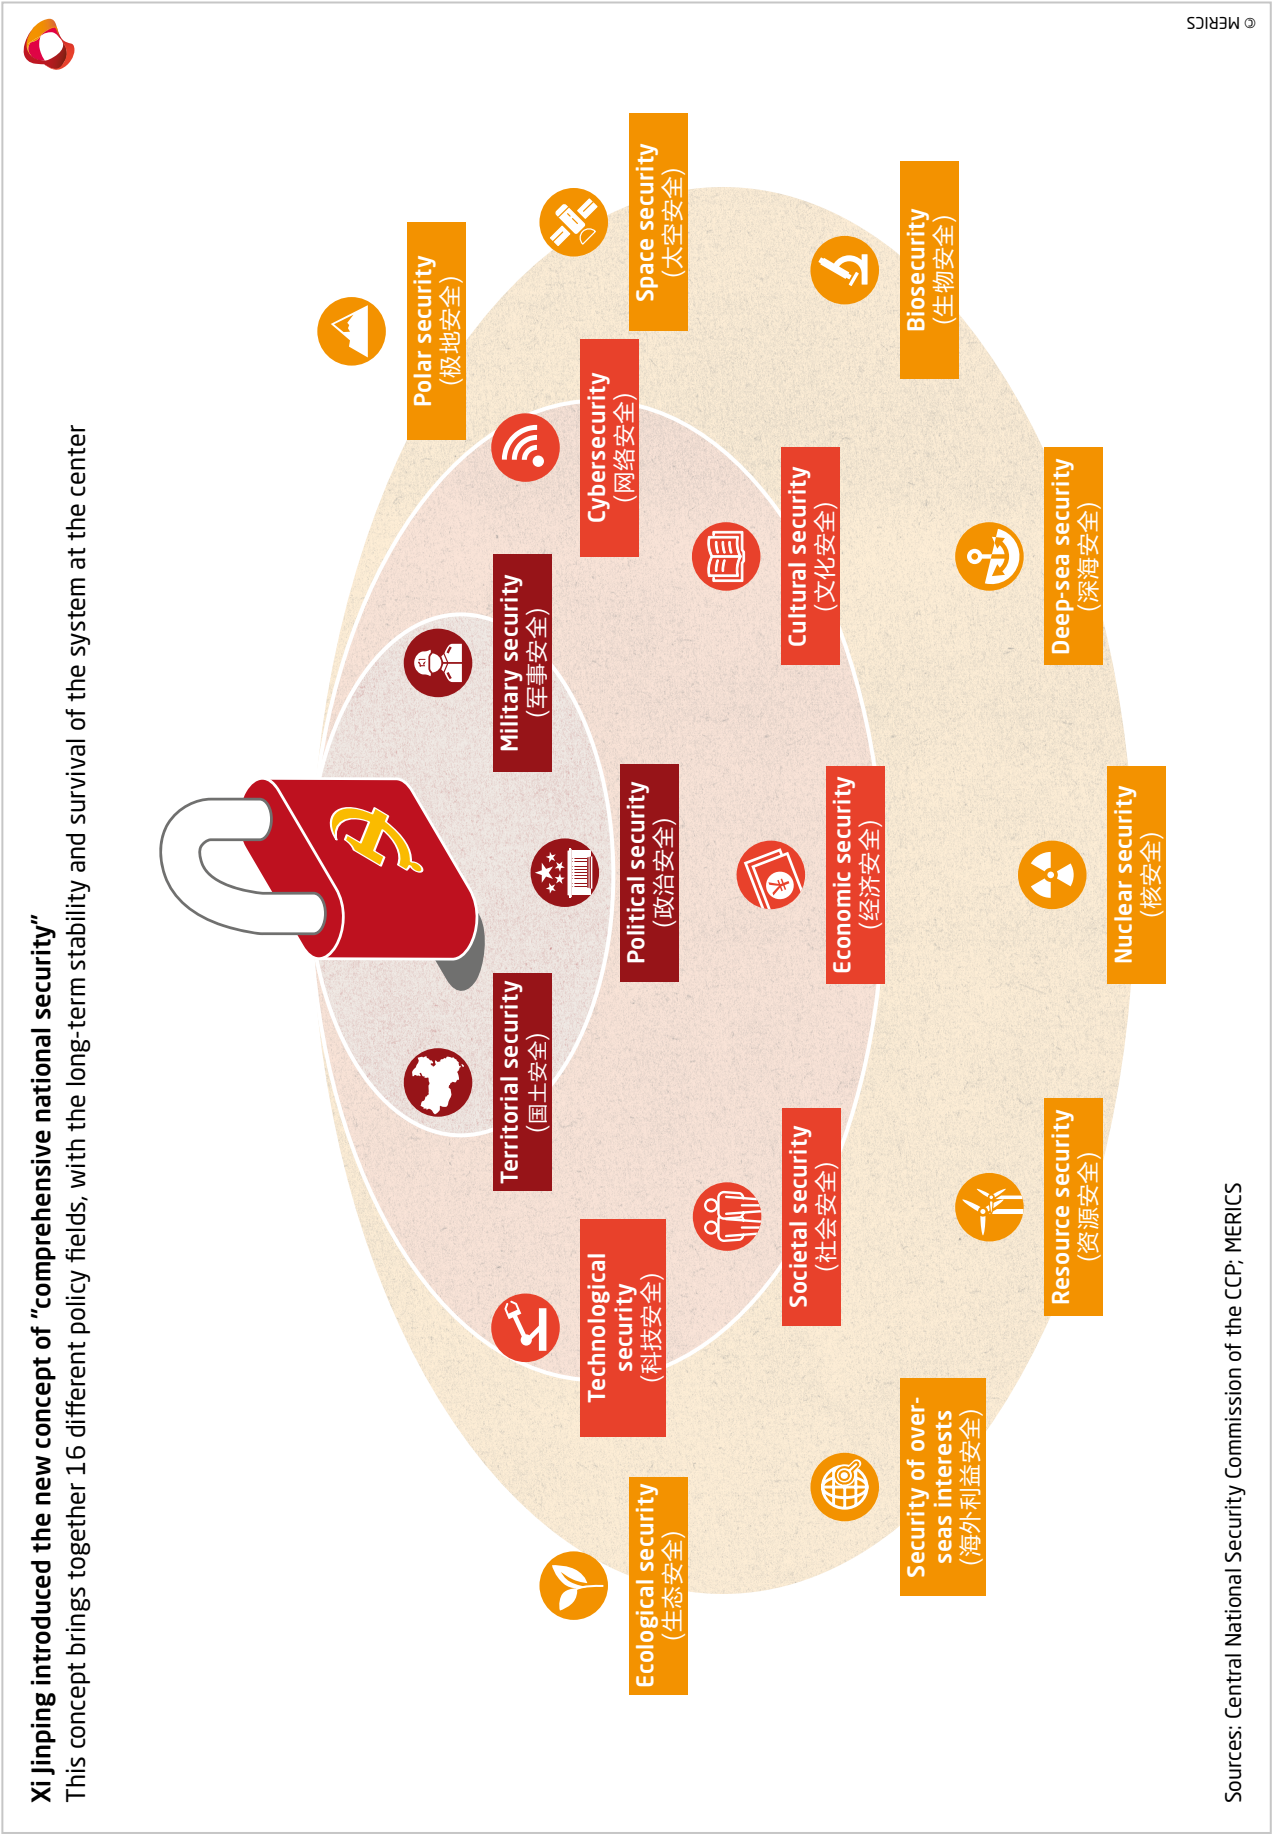 Xi Jinping introduced the new concept of "comprehensive national security"
This concept brings together 16 different policy fields, with the long-term stability and survival of the system at the center
Polar security
(极地安全)
Territorial security
(国土安全)
Military security
(军事安全)
Political security
(政治安全)
Technological
security
(科技安全)
Cybersecurity
(网络安全)
Ecological security
(生态安全)
Space security
(太空安全)
Societal security
(社会安全)
Cultural security
(文化安全)
Economic security
(经济安全)
Security of over-
seas interests
(海外利益安全)
Biosecurity
(生物安全)
Resource security
(资源安全)
Deep-sea security
(深海安全)
Nuclear security
(核安全)
Sources: Central National Security Commission of the CCP; MERICS
© MERICS